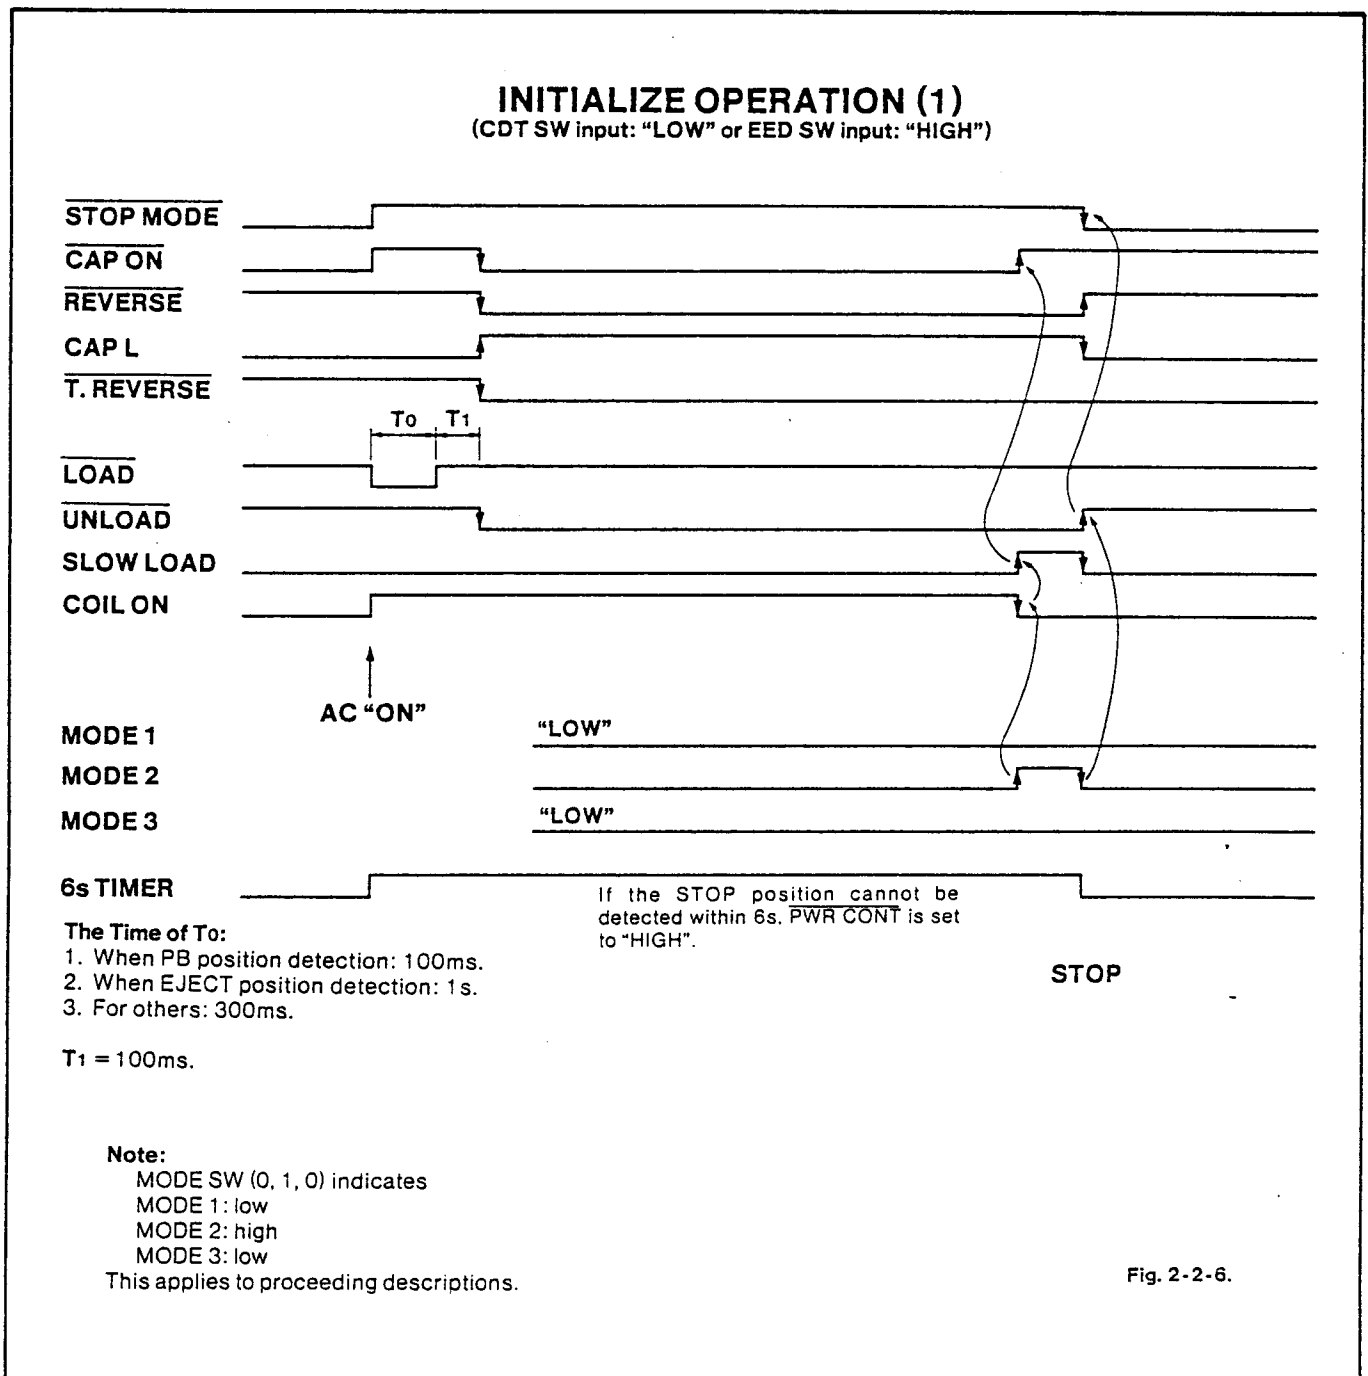 INITIALIZE OPERATION (1)
(CDT SW input: “LOW” or EED SW input: “HIGH”)
STOP MODE
CAP ON
REVERSE
CAP L
T. REVERSE
T0 T1
LOAD
UNLOAD
SLOW LOAD
COIL ON
AC “ON”
MODE 1
“LOW”
MODE 2
MODE 3
“LOW”
6s TIMER
If the STOP position cannot be
detected within 6s, PWR CONT is set
to “HIGH”.
The Time of T0:
1. When PB position detection: 100ms.
2. When EJECT position detection: 1s.
3. For others: 300ms.
STOP
T1 = 100ms.
Note:
MODE SW (0, 1, 0) indicates
MODE 1: low
MODE 2: high
MODE 3: low
This applies to proceeding descriptions.
Fig. 2-2-6.